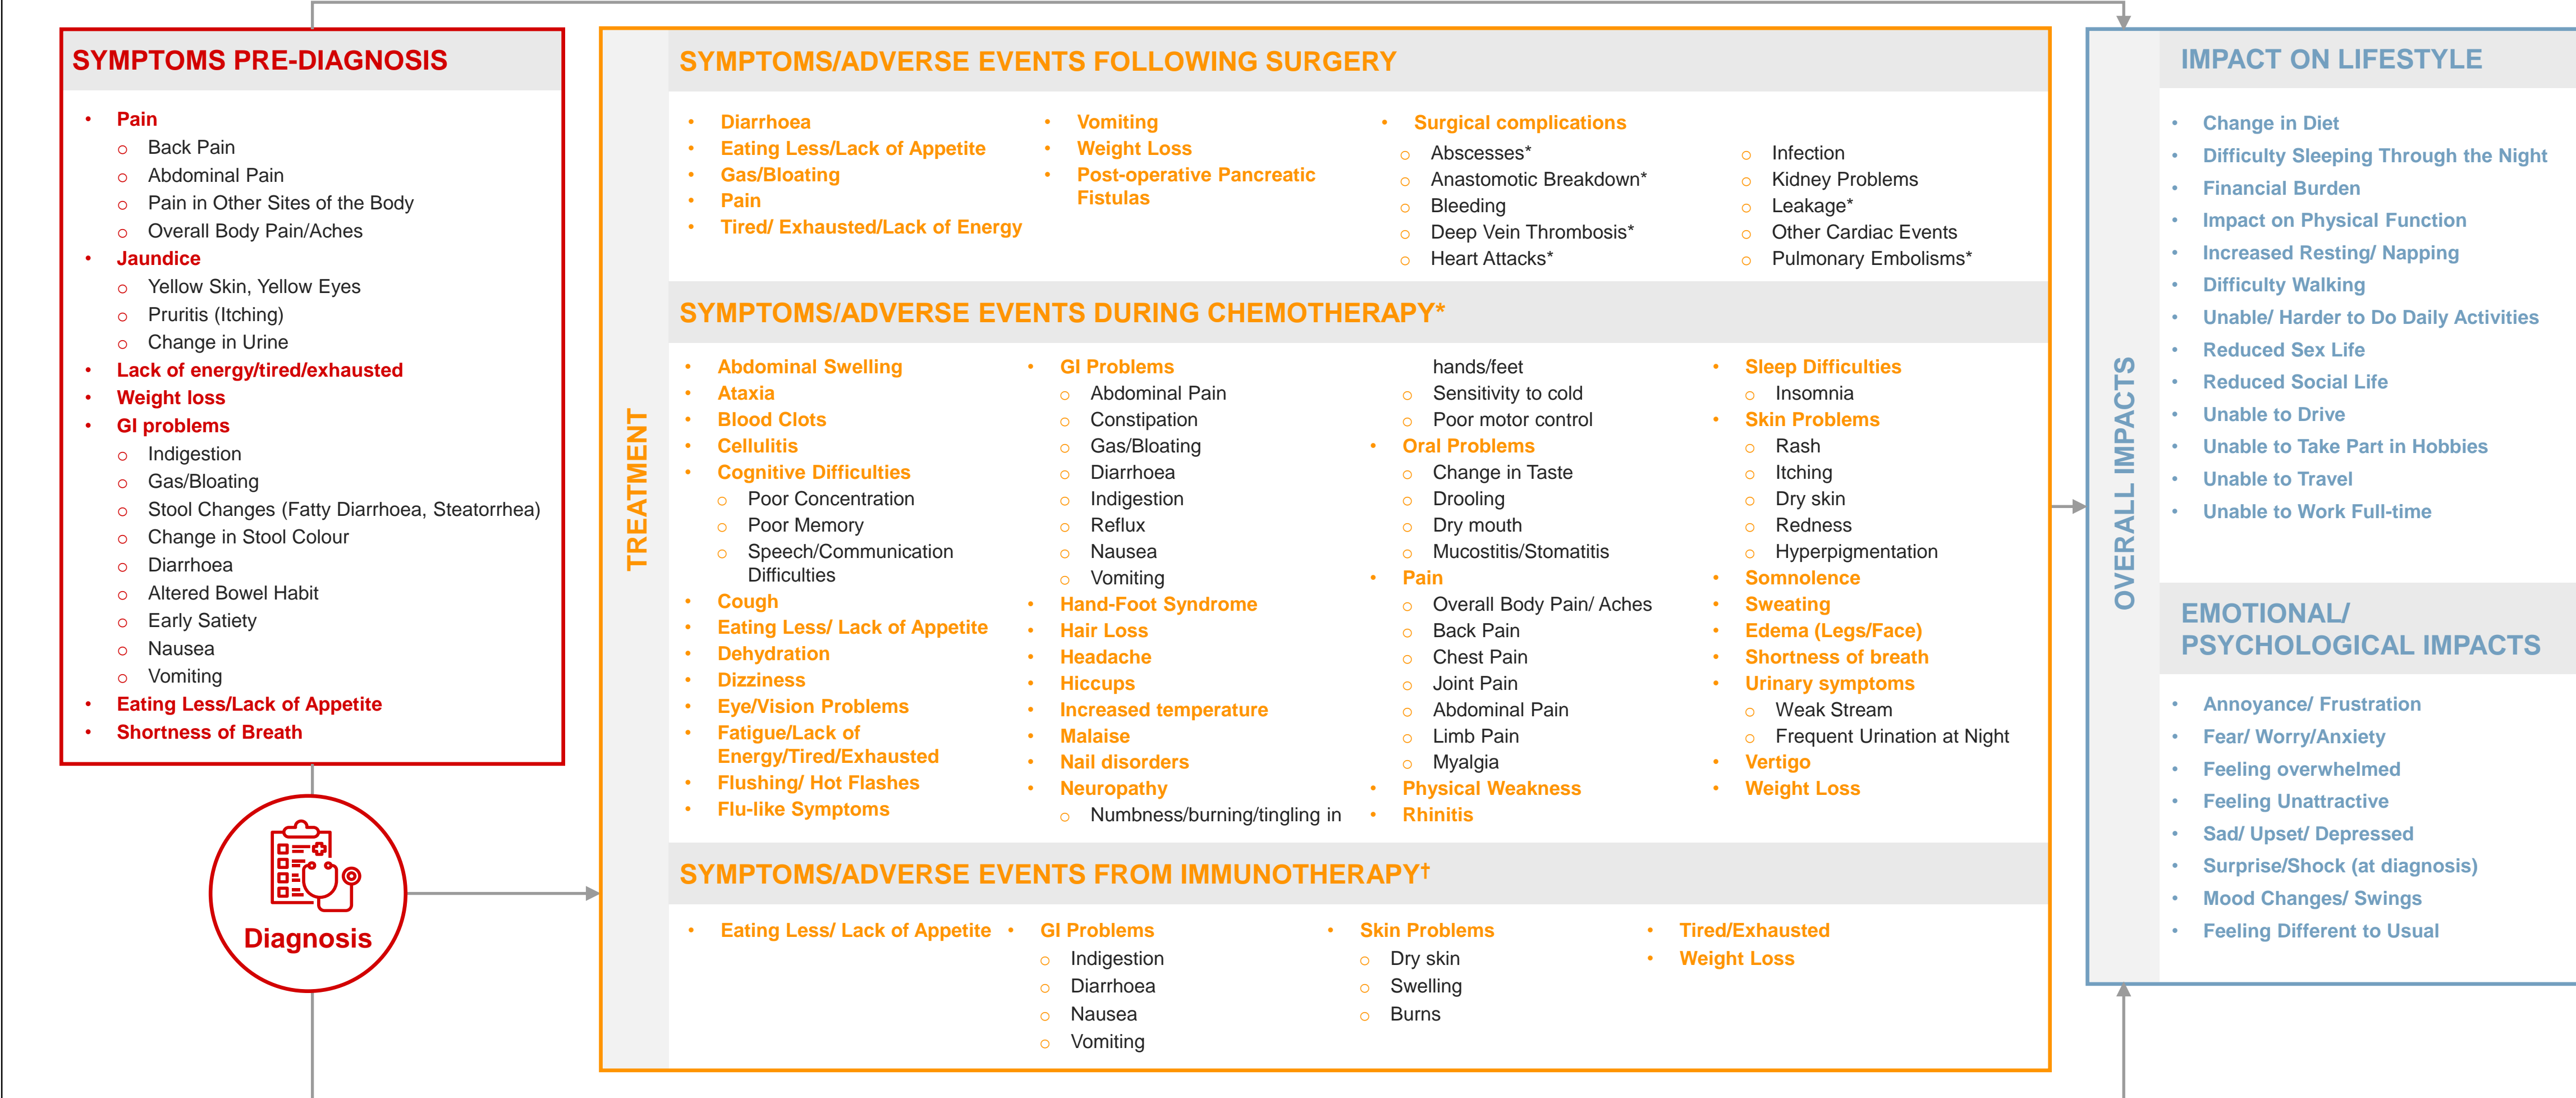 SYMPTOMS PRE-DIAGNOSIS
• Pain
o Back Pain
o Abdominal Pain
o Pain in Other Sites of the Body
o Overall Body Pain/Aches
• Jaundice
o Yellow Skin, Yellow Eyes
o Pruritis (Itching)
o Change in Urine
• Lack of energy/tired/exhausted
• Weight loss
• GI problems
o Indigestion
o Gas/Bloating
o Stool Changes (Fatty Diarrhoea, Steatorrhea)
o Change in Stool Colour
o Diarrhoea
o Altered Bowel Habit
o Early Satiety
o Nausea
o Vomiting
• Eating Less/Lack of Appetite
• Shortness of Breath
Diagnosis
TREATMENT
SYMPTOMS/ADVERSE EVENTS FOLLOWING SURGERY
• Diarrhoea
• Eating Less/Lack of Appetite
• Gas/Bloating
• Pain
• Tired/ Exhausted/Lack of Energy
• Vomiting
• Weight Loss
• Post-operative Pancreatic
Fistulas
• Surgical complications
o Abscesses*
o Anastomotic Breakdown*
o Bleeding
o Deep Vein Thrombosis*
o Heart Attacks*
o Infection
o Kidney Problems
o Leakage*
o Other Cardiac Events
o Pulmonary Embolisms*
SYMPTOMS/ADVERSE EVENTS DURING CHEMOTHERAPY*
• Abdominal Swelling
• Ataxia
• Blood Clots
• Cellulitis
• Cognitive Difficulties
o Poor Concentration
o Poor Memory
o Speech/Communication
Difficulties
• Cough
• Eating Less/ Lack of Appetite
• Dehydration
• Dizziness
• Eye/Vision Problems
• Fatigue/Lack of
Energy/Tired/Exhausted
• Flushing/ Hot Flashes
• Flu-like Symptoms
• GI Problems
o Abdominal Pain
o Constipation
o Gas/Bloating
o Diarrhoea
o Indigestion
o Reflux
o Nausea
o Vomiting
• Hand-Foot Syndrome
• Hair Loss
• Headache
• Hiccups
• Increased temperature
• Malaise
• Nail disorders
• Neuropathy
o Numbness/burning/tingling in
hands/feet
o Sensitivity to cold
o Poor motor control
• Oral Problems
o Change in Taste
o Drooling
o Dry mouth
o Mucostitis/Stomatitis
• Pain
o Overall Body Pain/ Aches
o Back Pain
o Chest Pain
o Joint Pain
o Abdominal Pain
o Limb Pain
o Myalgia
• Physical Weakness
• Rhinitis
• Sleep Difficulties
o Insomnia
• Skin Problems
o Rash
o Itching
o Dry skin
o Redness
o Hyperpigmentation
• Somnolence
• Sweating
• Edema (Legs/Face)
• Shortness of breath
• Urinary symptoms
o Weak Stream
o Frequent Urination at Night
• Vertigo
• Weight Loss
SYMPTOMS/ADVERSE EVENTS FROM IMMUNOTHERAPY†
• Eating Less/ Lack of Appetite
• GI Problems
o Indigestion
o Diarrhoea
o Nausea
o Vomiting
• Skin Problems
o Dry skin
o Swelling
o Burns
• Tired/Exhausted
• Weight Loss
OVERALL IMPACTS
IMPACT ON LIFESTYLE
• Change in Diet
• Difficulty Sleeping Through the Night
• Financial Burden
• Impact on Physical Function
• Increased Resting/ Napping
• Difficulty Walking
• Unable/ Harder to Do Daily Activities
• Reduced Sex Life
• Reduced Social Life
• Unable to Drive
• Unable to Take Part in Hobbies
• Unable to Travel
• Unable to Work Full-time
EMOTIONAL/
PSYCHOLOGICAL IMPACTS
• Annoyance/ Frustration
• Fear/ Worry/Anxiety
• Feeling overwhelmed
• Feeling Unattractive
• Sad/ Upset/ Depressed
• Surprise/Shock (at diagnosis)
• Mood Changes/ Swings
• Feeling Different to Usual